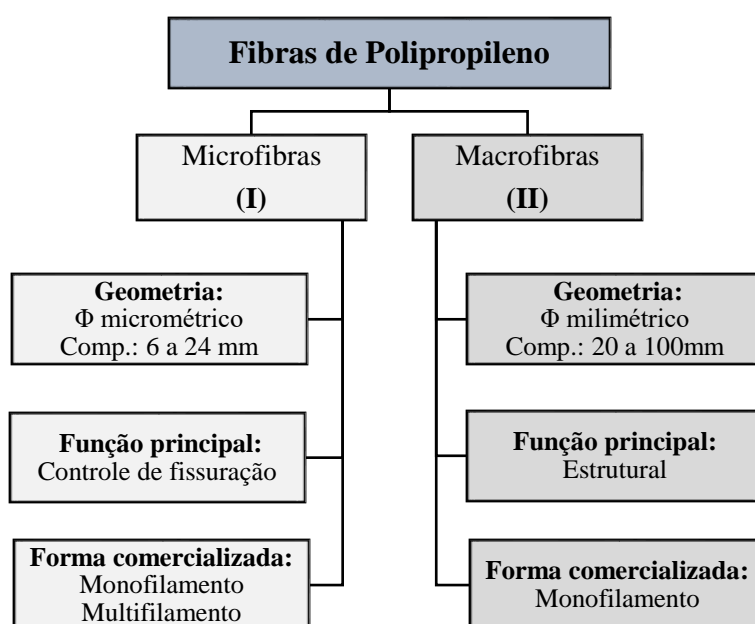 Fibras de Polipropileno
Microfibras
(I)
Macrofibras
(II)
Geometria:
Φ micrométrico
Comp.: 6 a 24 mm
Geometria:
Φ milimétrico
Comp.: 20 a 100mm
Função principal:
Controle de fissuração
Função principal:
Estrutural
Forma comercializada:
Monofilamento
Multifilamento
Forma comercializada:
Monofilamento